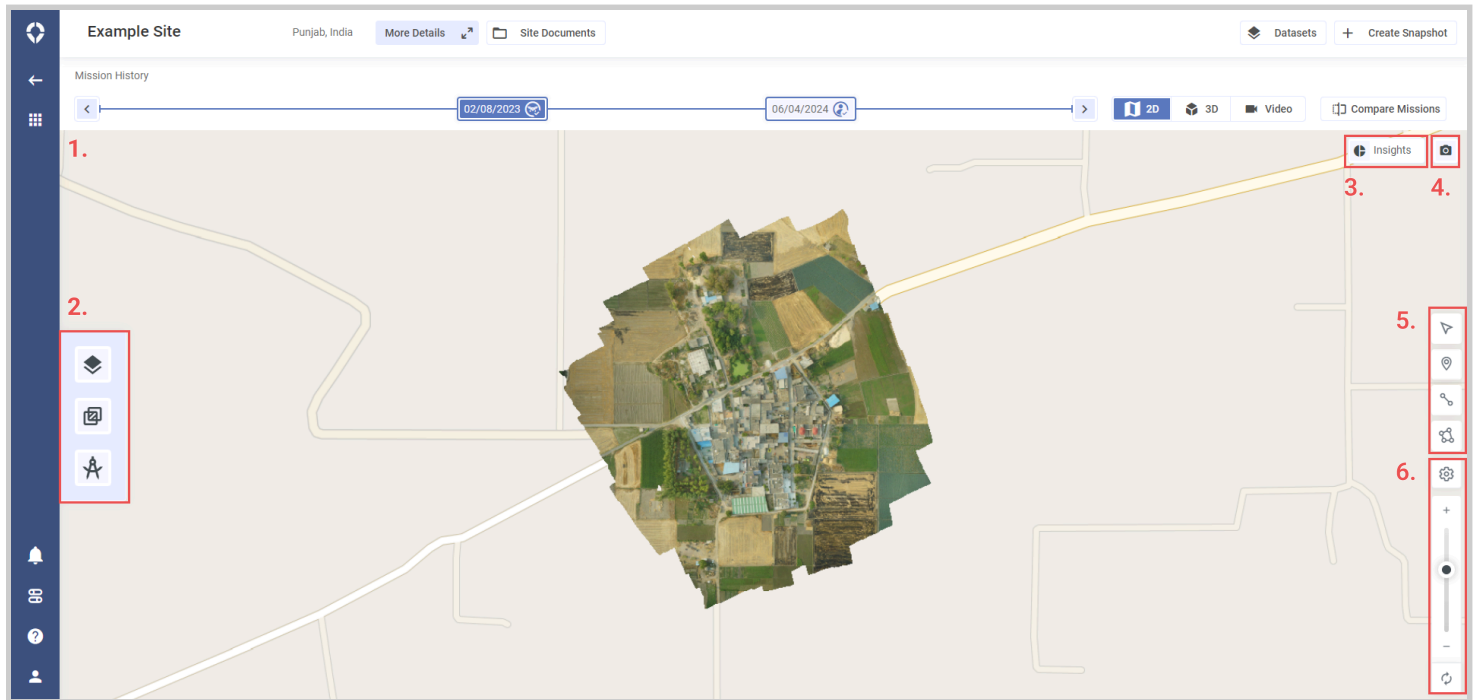 Example Site
Punjab, India
More Details
Site Documents
Datasets
Create Snapshot
Mission History
02/08/2023
06/04/2024
2D
3D
Video
Compare Missions
1.
Insights
3.
4.
2.
5.
6.